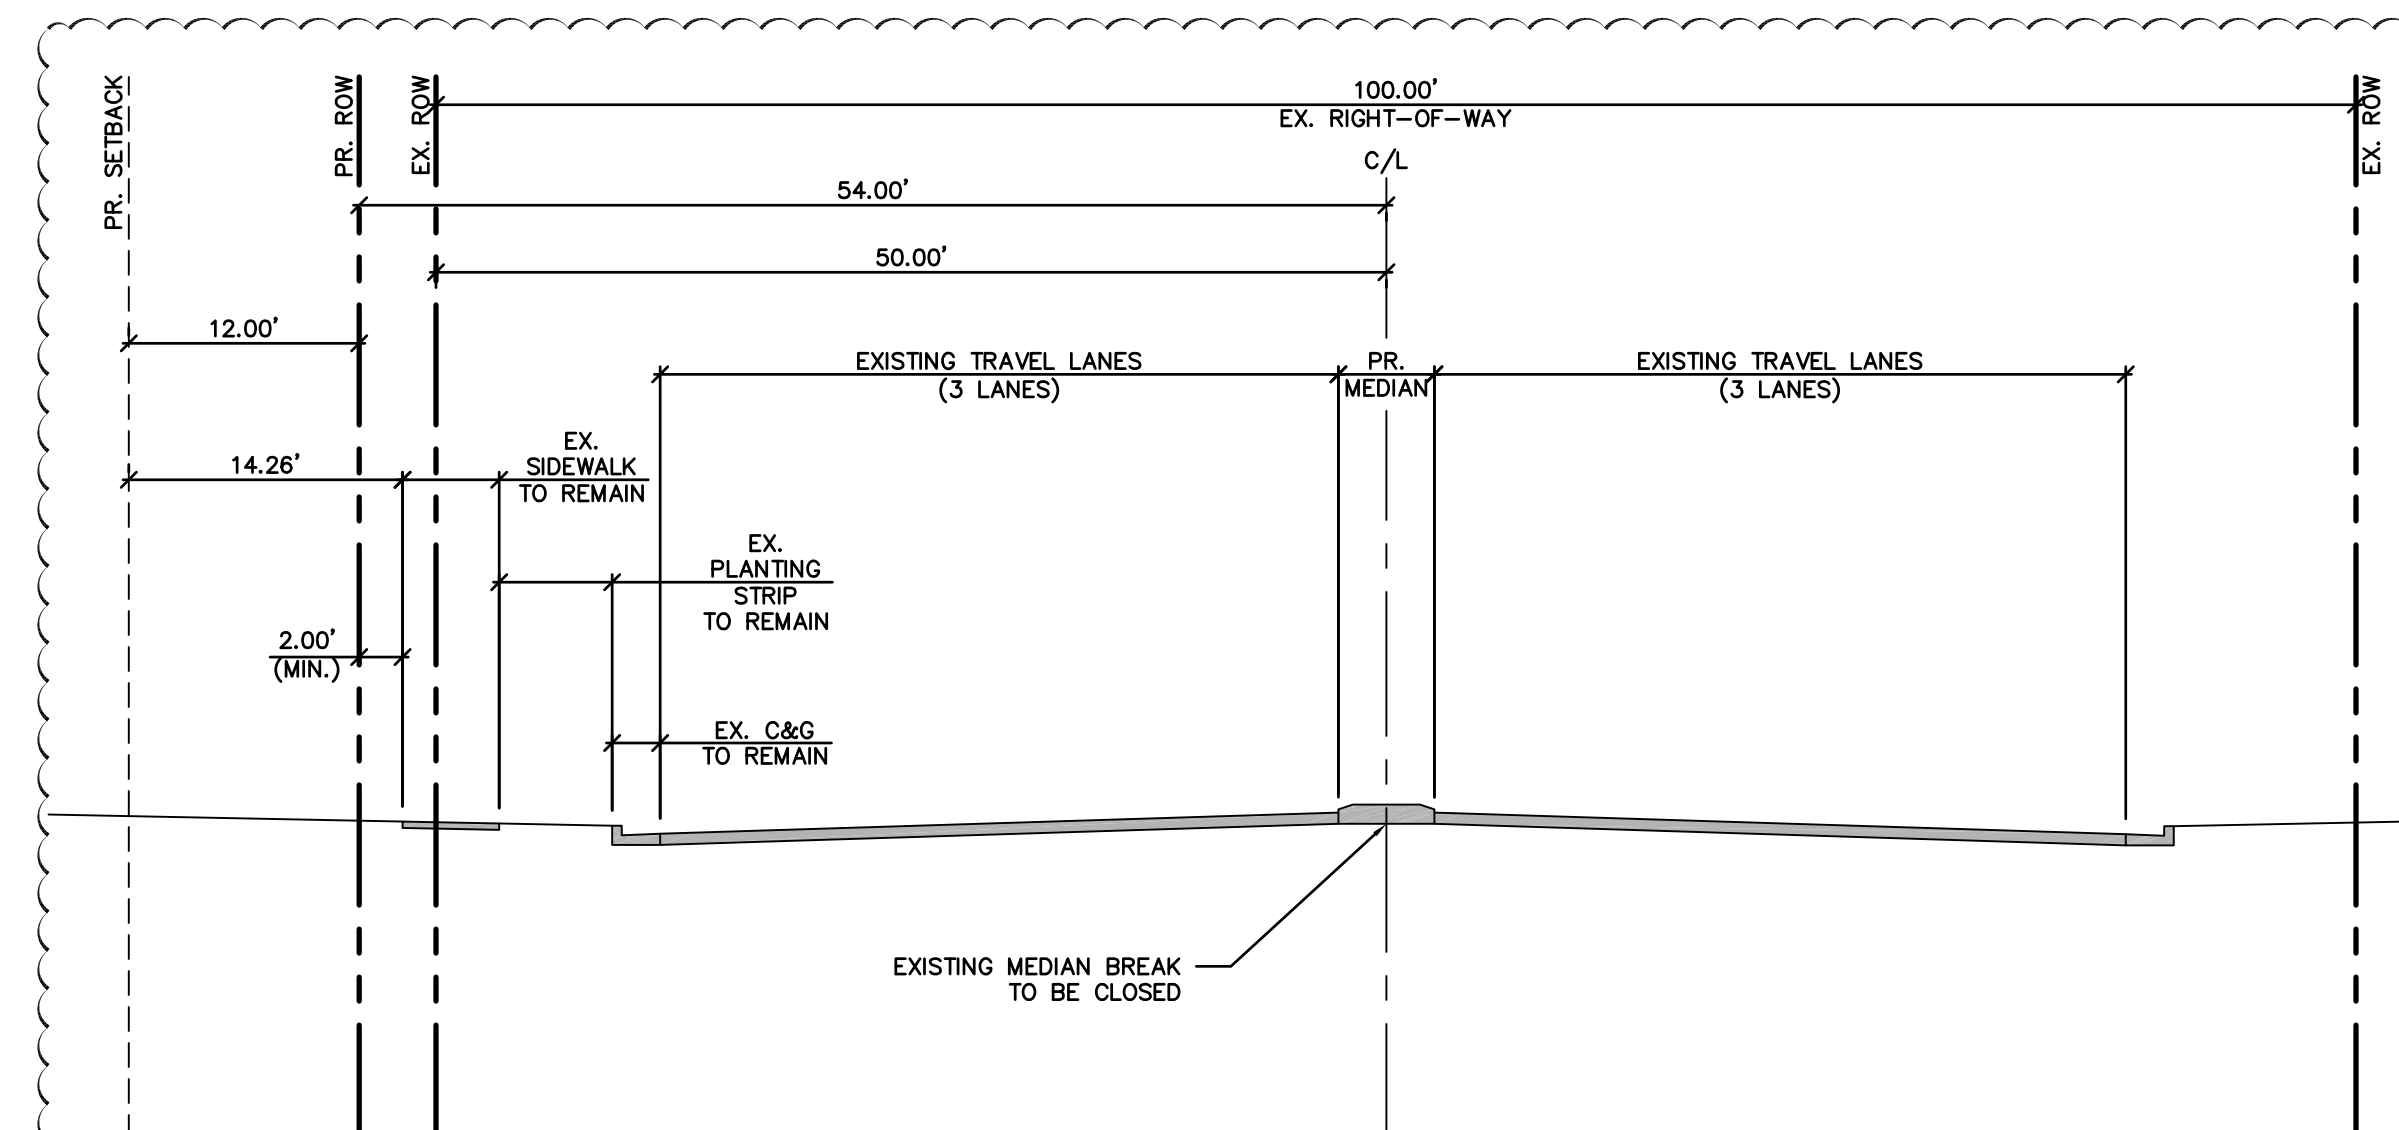 PR. SETBACK
PR. ROW
EX. ROW
100.00'
EX. RIGHT-OF-WAY
EX. ROW
C/L
54.00'
50.00'
12.00'
EXISTING TRAVEL LANES
(3 LANES)
PR.
MEDIAN
EXISTING TRAVEL LANES
(3 LANES)
14.26'
EX.
SIDEWALK
TO REMAIN
EX.
PLANTING
STRIP
TO REMAIN
2.00'
(MIN.)
EX. C&G
TO REMAIN
EXISTING MEDIAN BREAK
TO BE CLOSED